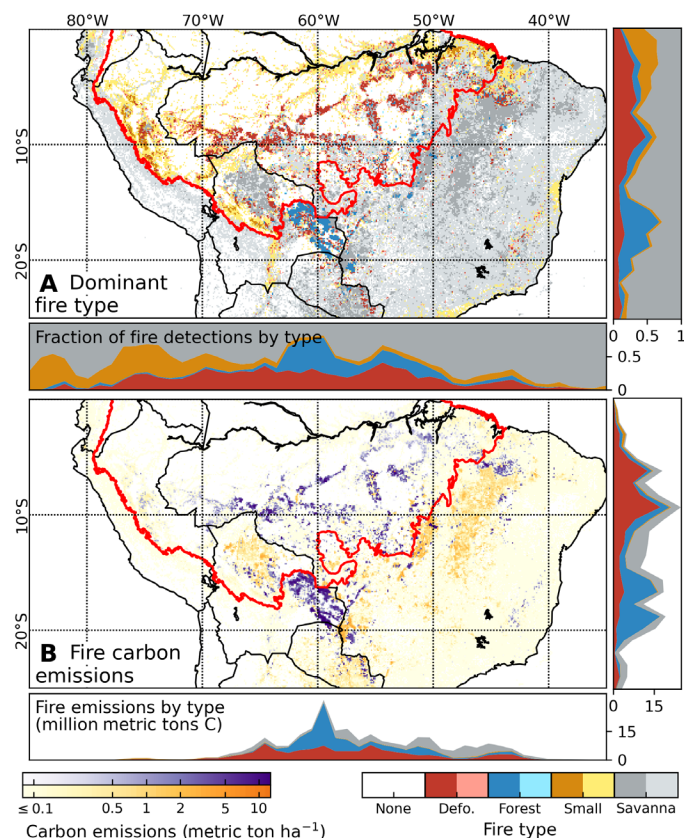 80°W 70°W 60°W 50°W 40°W
10°S
20°S
A Dominant
fire type
0 0.5 1
Fraction of fire detections by type
0.5
0
10°S
20°S
B Fire carbon
emissions
0 15
Fire emissions by type
(million metric tons C)
15
0
≤ 0.1 0.5 1 2 5 10
Carbon emissions (metric ton ha⁻¹)
None Defo. Forest Small Savanna
Fire type